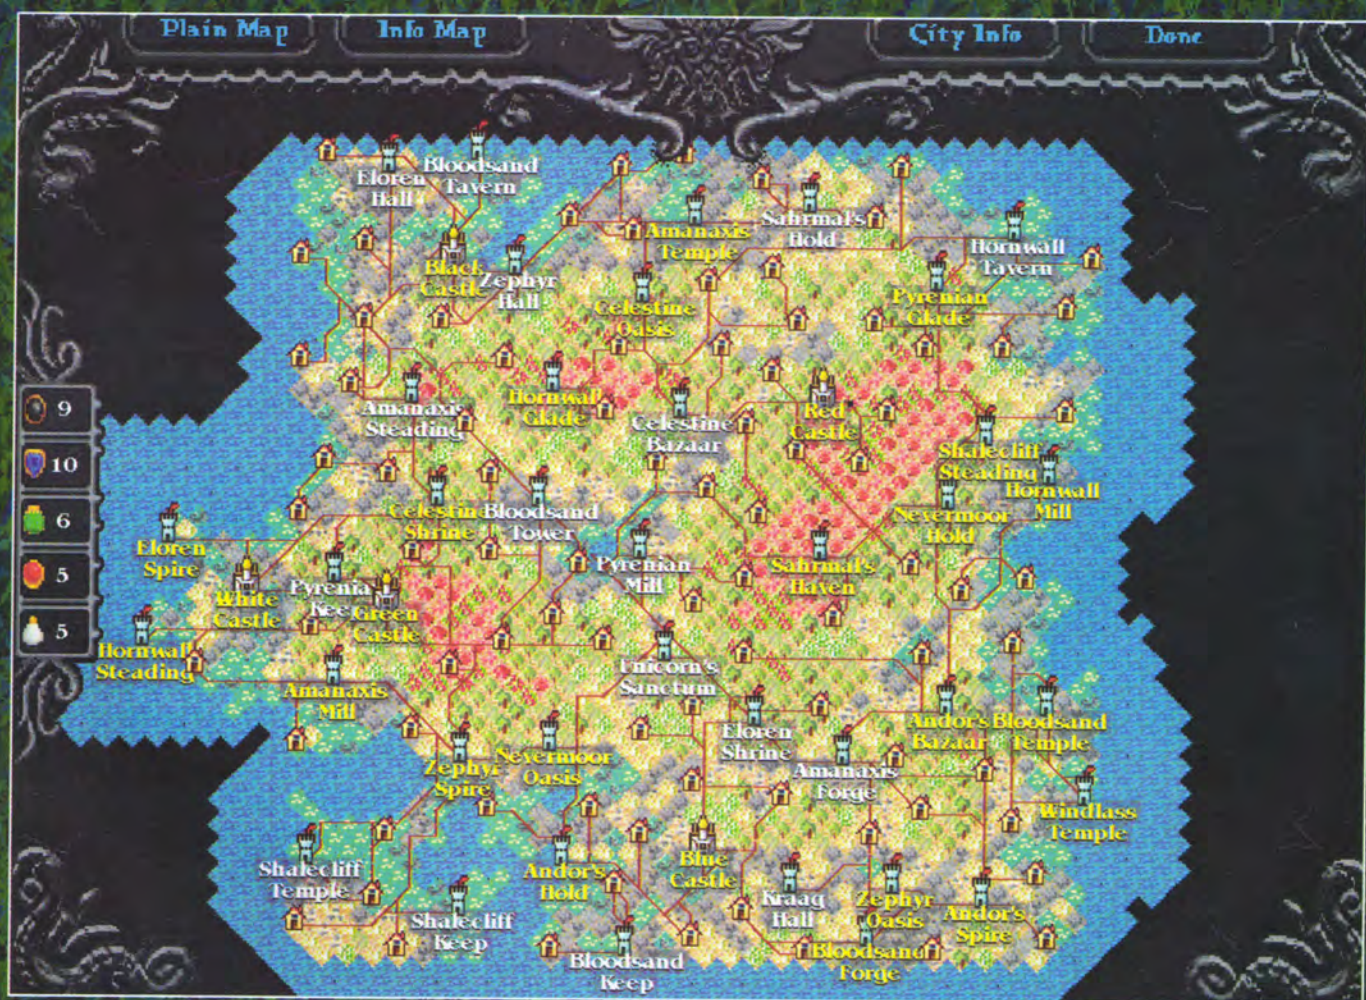 Plain Map
Info Map
City Info
Done
Eloren
Hall
Bloodsand
Tavern
Amanaxis
Temple
Sahrmal's
Hold
Hornwall
Tavern
Black
Castle
Zephyr
Hall
Celestine
Oasis
Pyrenian
Glade
9
10
6
5
5
Amanaxis
Steading
Hornwall
Glade
Celestine
Bazaar
Red
Castle
Shalecliff
Steading
Hornwall
Mill
Celestine
Shrine
Bloodsand
Tower
Nevermoor
Hold
Eloren
Spire
White
Castle
Green
Castle
Pyrenian
Mill
Sahrmal's
Haven
Hornwall
Steading
Amanaxis
Mill
Unicorn's
Sanctum
Eloren
Shrine
Andor's
Bazaar
Bloodsand
Temple
Zephyr
Spire
Nevermoor
Oasis
Amanaxis
Forge
Windlass
Temple
Shalecliff
Temple
Andor's
Hold
Blue
Castle
Kraag
Hall
Zephyr
Oasis
Andor's
Spire
Shalecliff
Keep
Bloodsand
Keep
Bloodsand
Forge